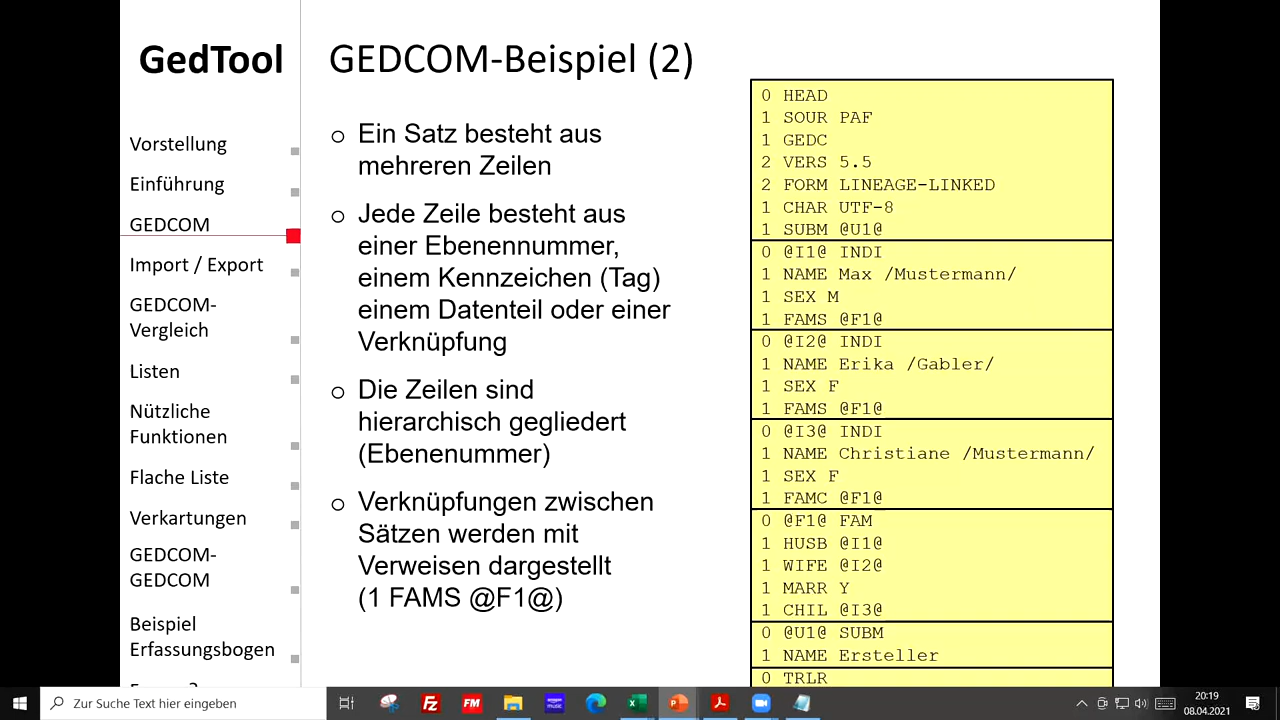 GedTool
Vorstellung
Einführung
GEDCOM
Import / Export
GEDCOM-
Vergleich
Listen
Nützliche
Funktionen
Flache Liste
Verkartungen
GEDCOM-
GEDCOM
Beispiel
Erfassungsbogen
GEDCOM-Beispiel (2)
Ein Satz besteht aus
mehreren Zeilen
Jede Zeile besteht aus
einer Ebenennummer,
einem Kennzeichen (Tag)
einem Datenteil oder einer
Verknüpfung
Die Zeilen sind
hierarchisch gegliedert
(Ebenenummer)
Verknüpfungen zwischen
Sätzen werden mit
Verweisen dargestellt
(1 FAMS @F1@)
0 HEAD
1 SOUR PAF
1 GEDC
2 VERS 5.5
2 FORM LINEAGE-LINKED
1 CHAR UTF-8
1 SUBM @U1@
0 @I1@ INDI
1 NAME Max /Mustermann/
1 SEX M
1 FAMS @F1@
0 @I2@ INDI
1 NAME Erika /Gabler/
1 SEX F
1 FAMS @F1@
0 @I3@ INDI
1 NAME Christiane /Mustermann/
1 SEX F
1 FAMC @F1@
0 @F1@ FAM
1 HUSB @I1@
1 WIFE @I2@
1 MARR Y
1 CHIL @I3@
0 @U1@ SUBM
1 NAME Ersteller
0 TRLR
Zur Suche Text hier eingeben
FZ
FM
amazon
music
20:19
08.04.2021